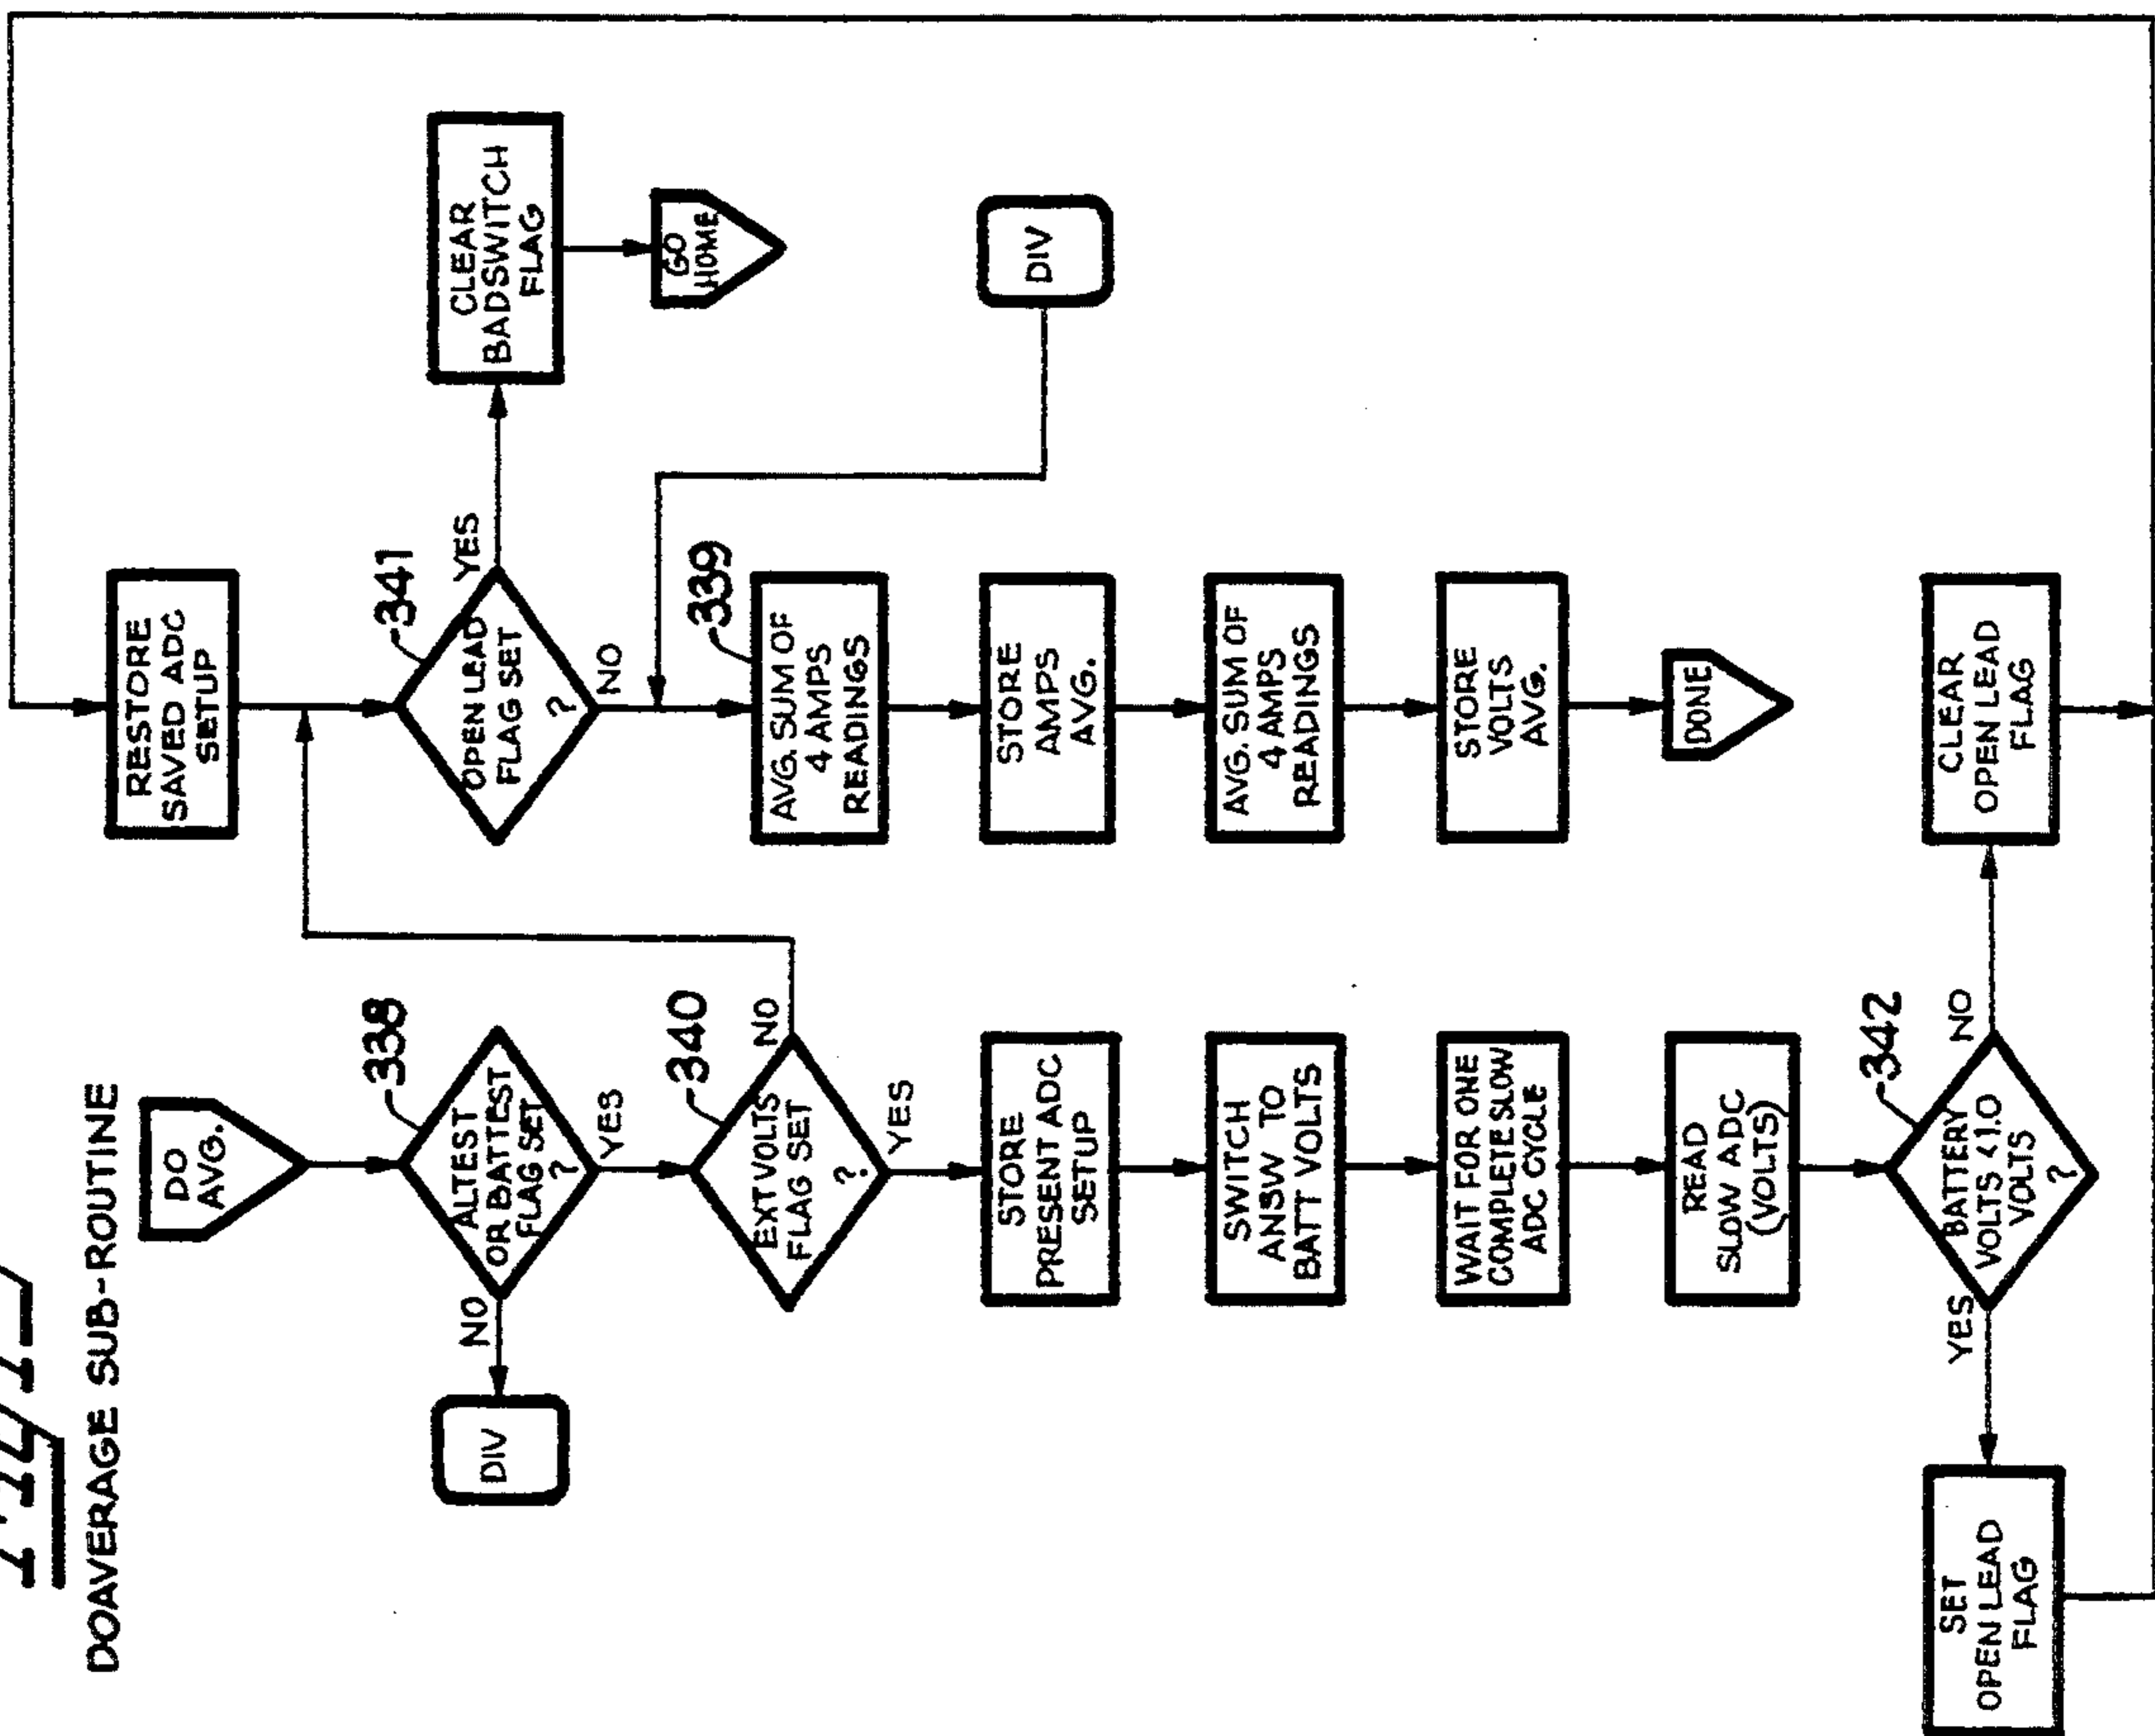 DOAVERAGE SUB-ROUTINE
DO
AVG.
338
ALTEST
OR BATTEST
FLAG SET
?
NO
DIV
YES
340
EXTVOLTS
FLAG SET
?
NO
YES
STORE
PRESENT ADC
SETUP
SWITCH
ANSW TO
BATT VOLTS
WAIT FOR ONE
COMPLETE SLOW
ADC CYCLE
READ
SLOW ADC
(VOLTS)
342
BATTERY
VOLTS <1.0
VOLTS
?
YES
NO
SET
OPEN LEAD
FLAG
CLEAR
OPEN LEAD
FLAG
RESTORE
SAVED ADC
SETUP
341
OPEN LEAD
FLAG SET
?
YES
NO
CLEAR
BADSWITCH
FLAG
GO
HOME
DIV
339
AVG. SUM OF
4 AMPS
READINGS
STORE
AMPS
AVG.
AVG. SUM OF
4 AMPS
READINGS
STORE
VOLTS
AVG.
DONE